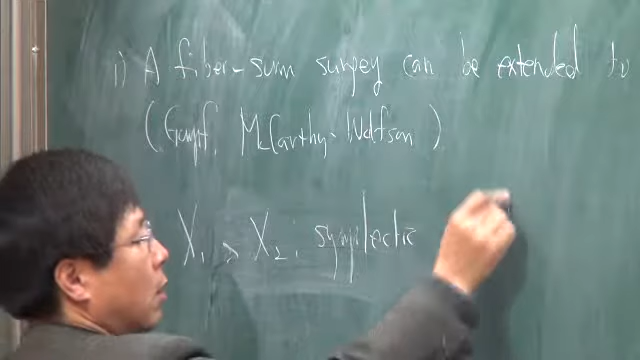 1) A fiber-sum surgery can be extended to
(Gompf, McCarthy-Wolfson)
X₁, X₂ : symplectic